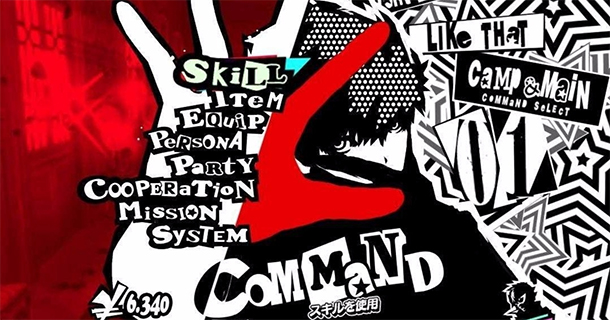 SKILL
ITEM
EQUIP
PERSONA
PARTY
COOPERATION
MISSION
SYSTEM
LIKE THAT
CAMP & MAIN
COMMAND SELECT
01
COMMAND
スキルを使用
¥6.340